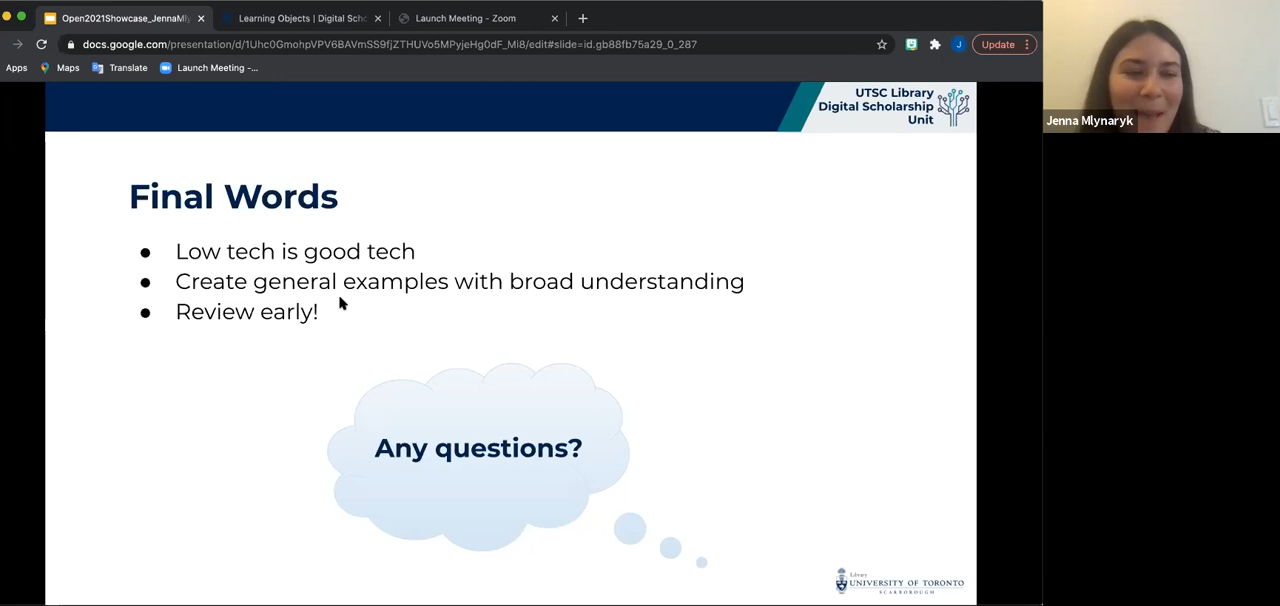 Open2021Showcase_JennaMly
Learning Objects | Digital Scho
Launch Meeting - Zoom
docs.google.com/presentation/d/1Uhc0GmohpVPV6BAVmSS9fjZTHUVo5MPyjeHg0dF_Mi8/edit#slide=id.gb88fb75a29_0_287
J
Update
Apps
Maps
Translate
Launch Meeting -...
UTSC Library
Digital Scholarship
Unit
Jenna Mlynaryk
Final Words
● Low tech is good tech
● Create general examples with broad understanding
● Review early!
Any questions?
Library
UNIVERSITY OF TORONTO
SCARBOROUGH